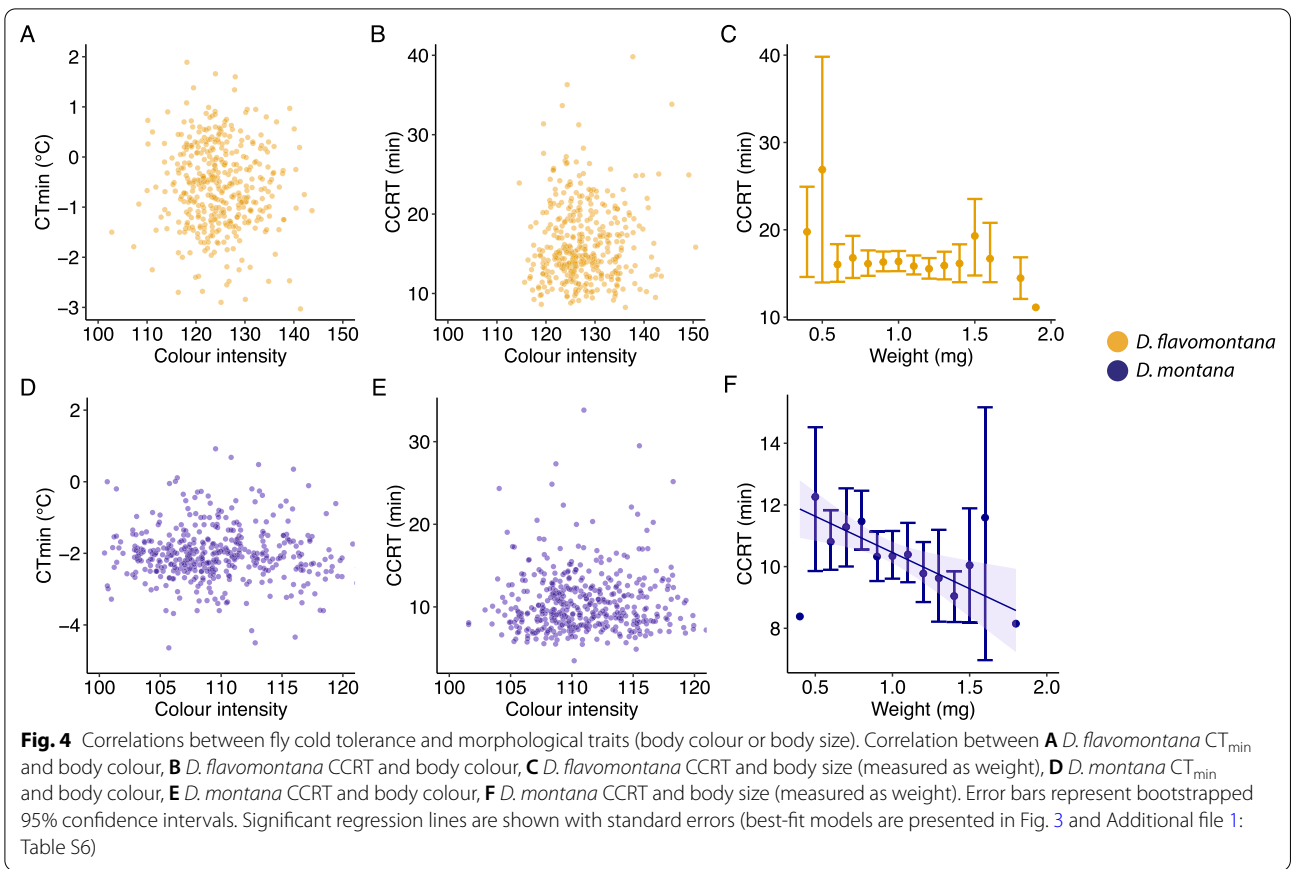 A
B
C
2
1
0
−1
−2
−3
CTmin (°C)
100 110 120 130 140 150
Colour intensity
40
30
20
10
CCRT (min)
100 110 120 130 140 150
Colour intensity
40
30
20
10
CCRT (min)
0.5 1.0 1.5 2.0
Weight (mg)
D. flavomontana
D. montana
D
E
F
2
0
−2
−4
CTmin (°C)
100 105 110 115 120
Colour intensity
30
20
10
CCRT (min)
100 105 110 115 120
Colour intensity
14
12
10
8
CCRT (min)
0.5 1.0 1.5 2.0
Weight (mg)
Fig. 4 Correlations between fly cold tolerance and morphological traits (body colour or body size). Correlation between A D. flavomontana CTmin
and body colour, B D. flavomontana CCRT and body colour, C D. flavomontana CCRT and body size (measured as weight), D D. montana CTmin
and body colour, E D. montana CCRT and body colour, F D. montana CCRT and body size (measured as weight). Error bars represent bootstrapped
95% confidence intervals. Significant regression lines are shown with standard errors (best-fit models are presented in Fig. 3 and Additional file 1:
Table S6)